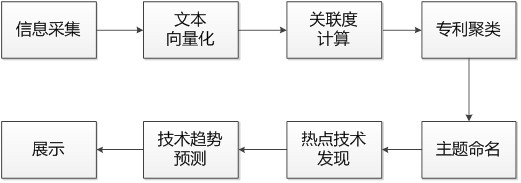 信息采集
文本
向量化
关联度
计算
专利聚类
主题命名
热点技术
发现
技术趋势
预测
展示